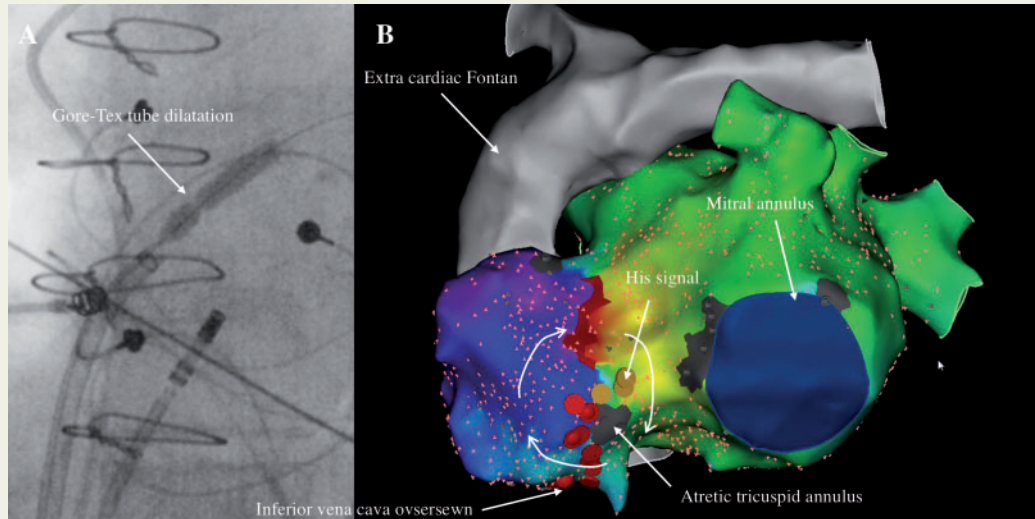 A
B
Extra cardiac Fontan
Gore-Tex tube dilatation
Mitral annulus
His signal
Atretic tricuspid annulus
Inferior vena cava ovsersewn